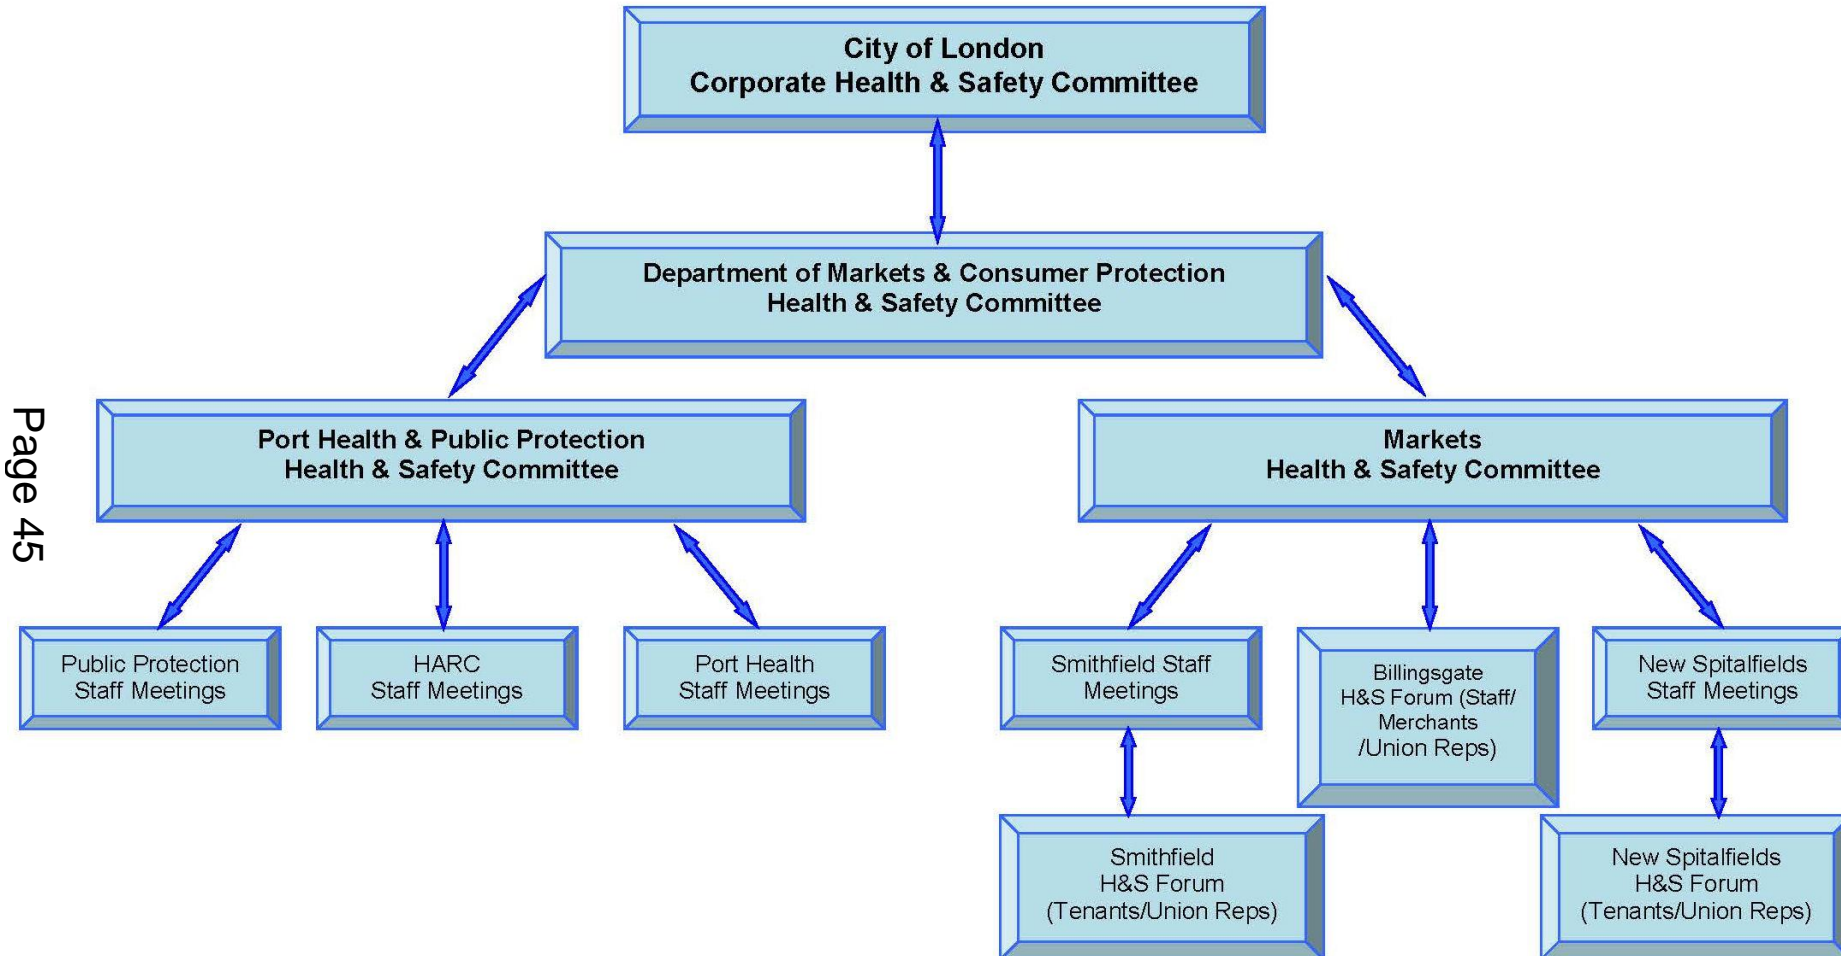 City of London
Corporate Health & Safety Committee
Department of Markets & Consumer Protection
Health & Safety Committee
Port Health & Public Protection
Health & Safety Committee
Markets
Health & Safety Committee
Public Protection
Staff Meetings
HARC
Staff Meetings
Port Health
Staff Meetings
Smithfield Staff
Meetings
Billingsgate
H&S Forum (Staff/
Merchants
/Union Reps)
New Spitalfields
Staff Meetings
Smithfield
H&S Forum
(Tenants/Union Reps)
New Spitalfields
H&S Forum
(Tenants/Union Reps)
Page 45